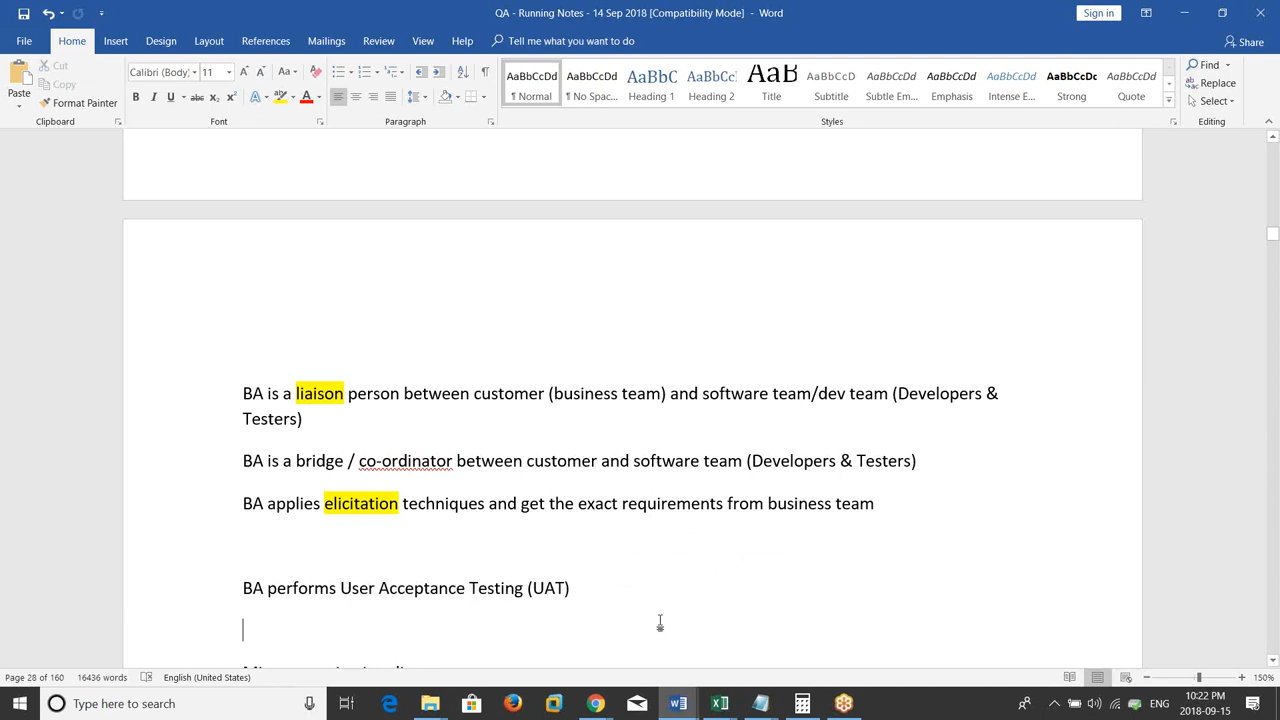 QA - Running Notes - 14 Sep 2018 [Compatibility Mode] - Word
Sign in
File Home Insert Design Layout References Mailings Review View Help Tell me what you want to do Share
Paste
Cut
Copy
Format Painter
Clipboard
Calibri (Body) 11
Font
Paragraph
AaBbCcDd AaBbCcDd AaBbC AaBbCc AaB AaBbCcD AaBbCcDd AaBbCcDd AaBbCcDd AaBbCcDc AaBbCcDd
¶ Normal ¶ No Spac... Heading 1 Heading 2 Title Subtitle Subtle Em... Emphasis Intense E... Strong Quote
Styles
Find
Replace
Select
Editing
BA is a liaison person between customer (business team) and software team/dev team (Developers &
Testers)
BA is a bridge / co-ordinator between customer and software team (Developers & Testers)
BA applies elicitation techniques and get the exact requirements from business team
BA performs User Acceptance Testing (UAT)
Page 28 of 160 16436 words English (United States) 150%
Type here to search
ENG
10:22 PM
2018-09-15